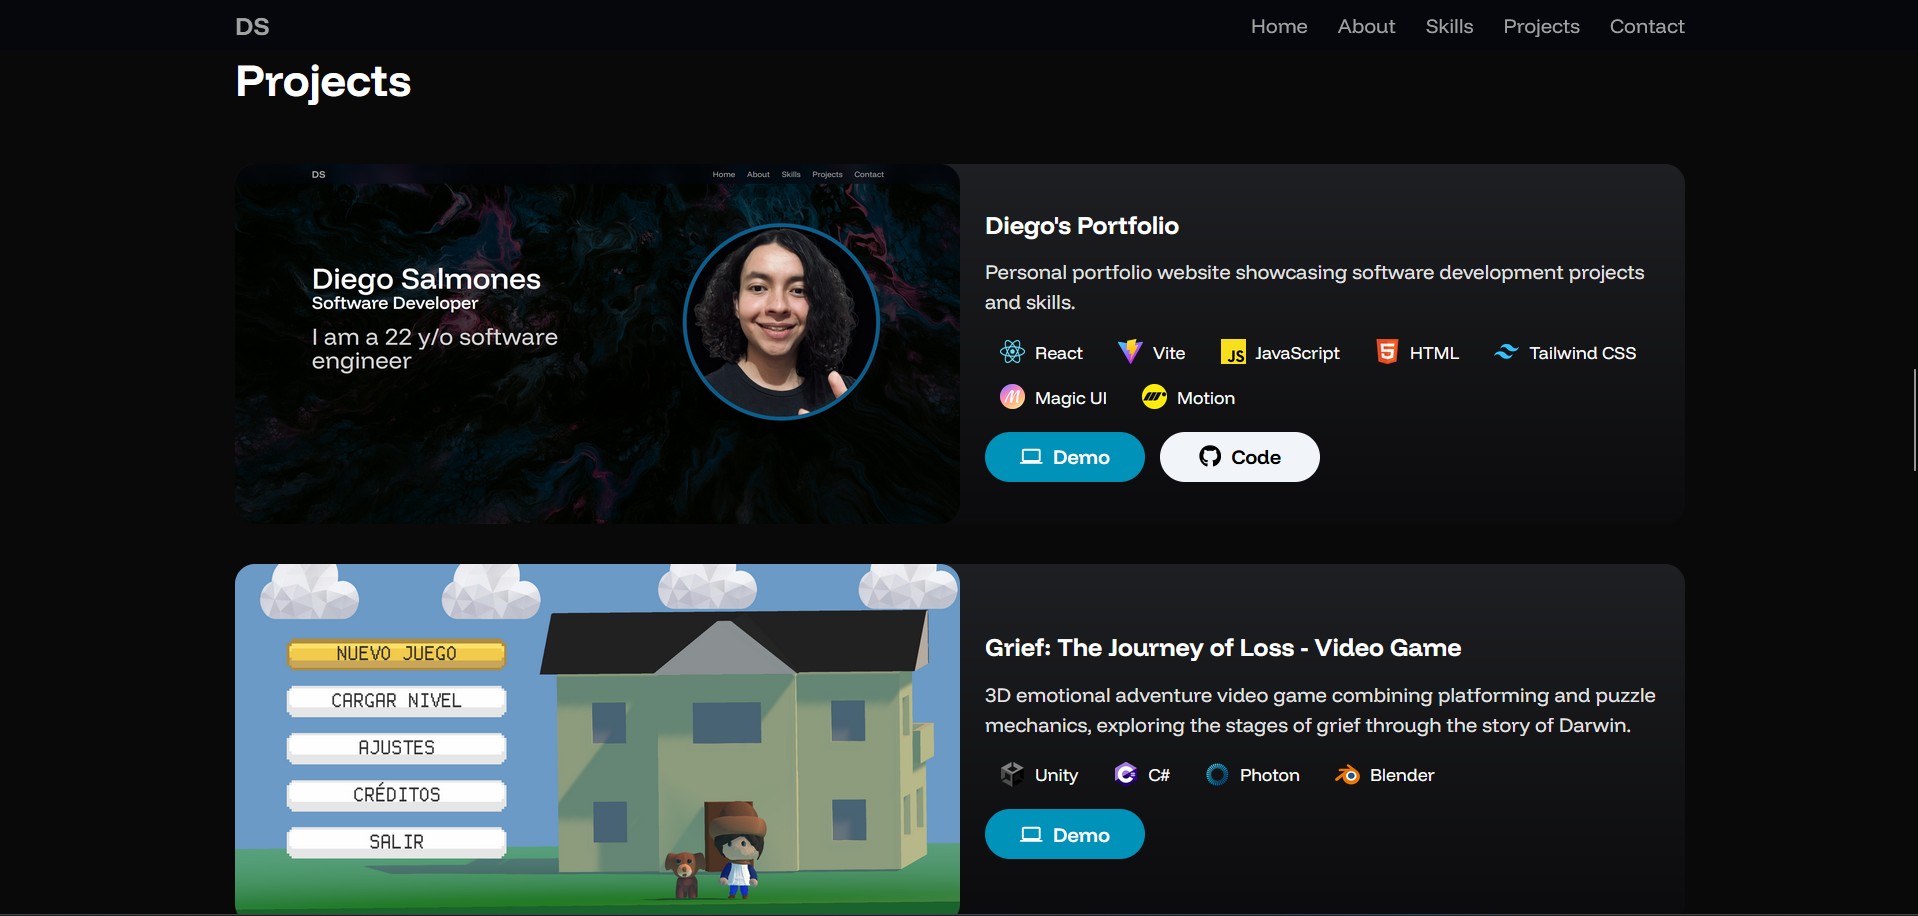 DS
Home About Skills Projects Contact
Projects
DS
Home About Skills Projects Contact
Diego Salmones
Software Developer
I am a 22 y/o software
engineer
Diego's Portfolio
Personal portfolio website showcasing software development projects
and skills.
React Vite JS JavaScript 5 HTML Tailwind CSS
M Magic UI Motion
Demo Code
NUEVO JUEGO
CARGAR NIVEL
AJUSTES
CRÉDITOS
SALIR
Grief: The Journey of Loss - Video Game
3D emotional adventure video game combining platforming and puzzle
mechanics, exploring the stages of grief through the story of Darwin.
Unity C C# Photon Blender
Demo